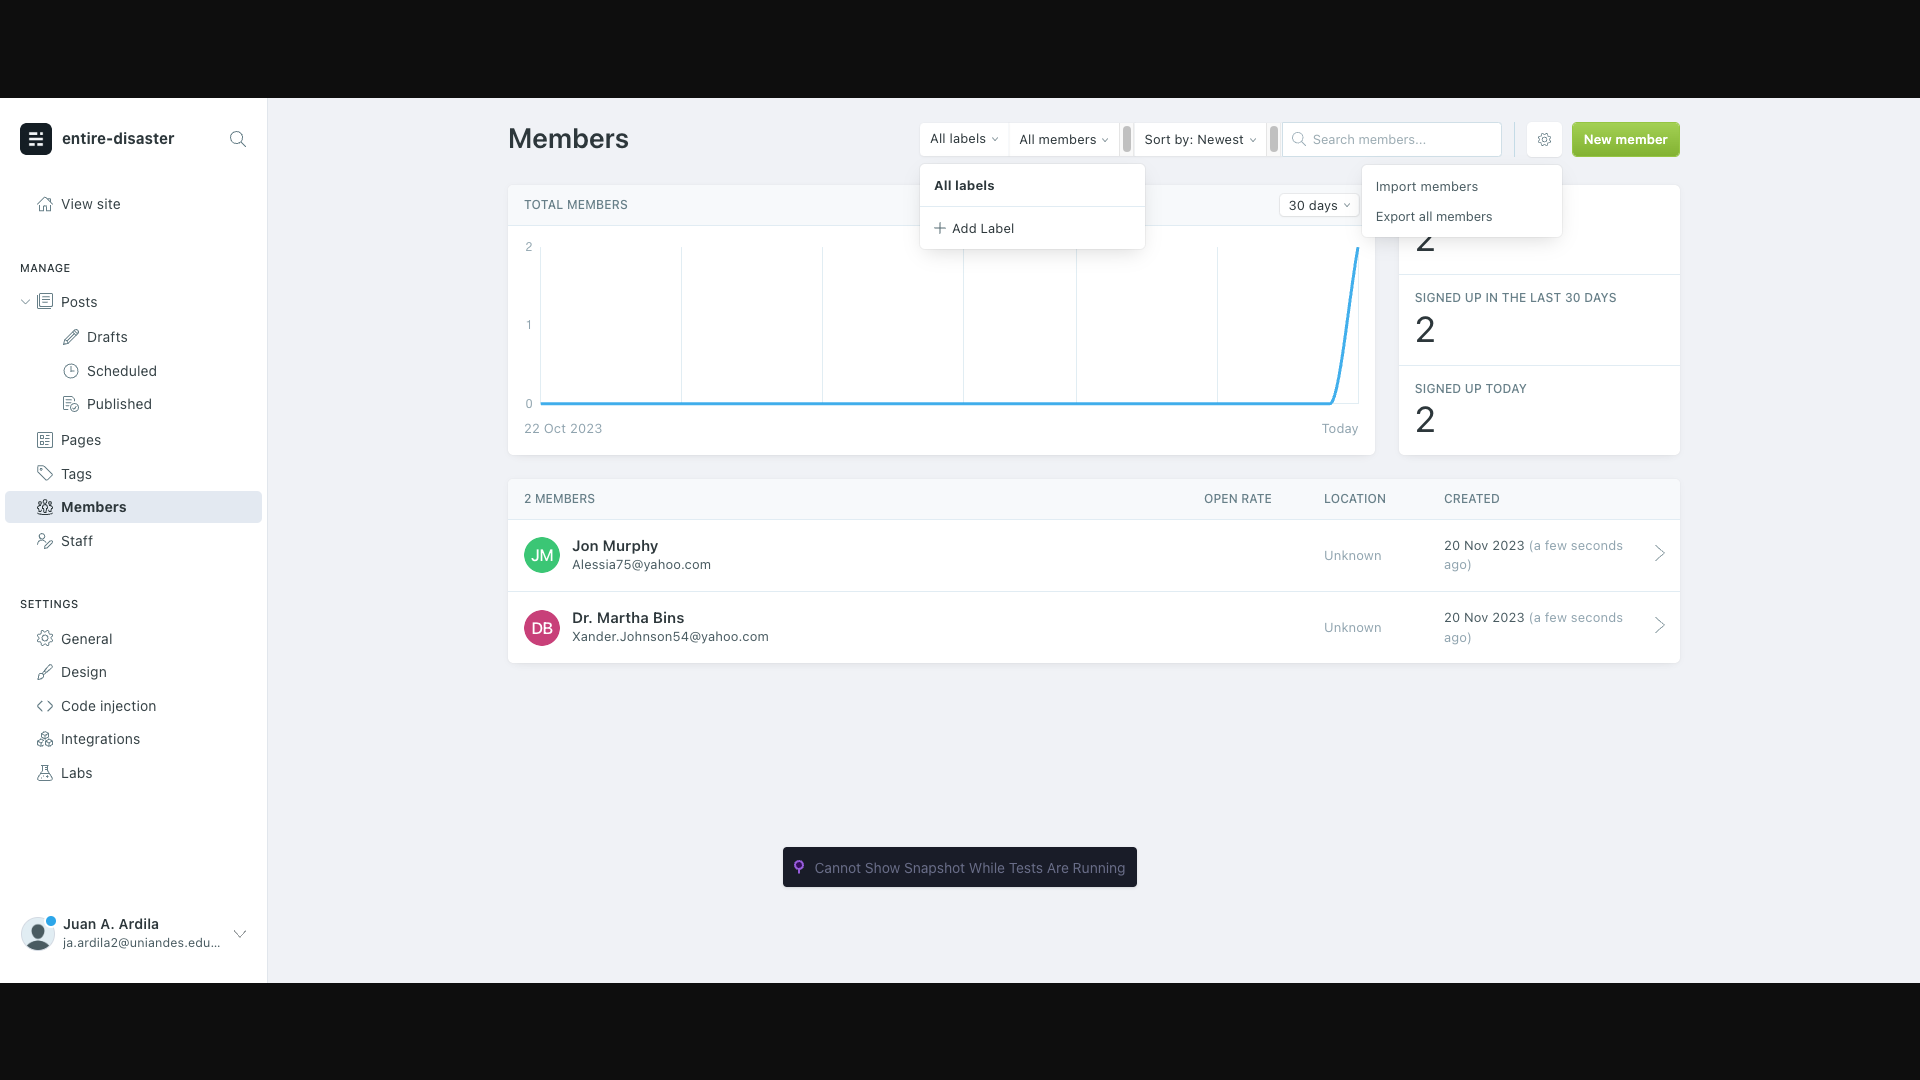 entire-disaster
View site
MANAGE
Posts
Drafts
Scheduled
Published
Pages
Tags
Members
Staff
SETTINGS
General
Design
Code injection
Integrations
Labs
Juan A. Ardila
ja.ardila2@uniandes.edu...
Members
All labels
All members
Sort by: Newest
Search members...
New member
All labels
Add Label
Import members
Export all members
TOTAL MEMBERS
30 days
2
1
0
22 Oct 2023
Today
2
SIGNED UP IN THE LAST 30 DAYS
2
SIGNED UP TODAY
2
2 MEMBERS
OPEN RATE
LOCATION
CREATED
JM
Jon Murphy
Alessia75@yahoo.com
Unknown
20 Nov 2023 (a few seconds
ago)
DB
Dr. Martha Bins
Xander.Johnson54@yahoo.com
Unknown
20 Nov 2023 (a few seconds
ago)
Cannot Show Snapshot While Tests Are Running